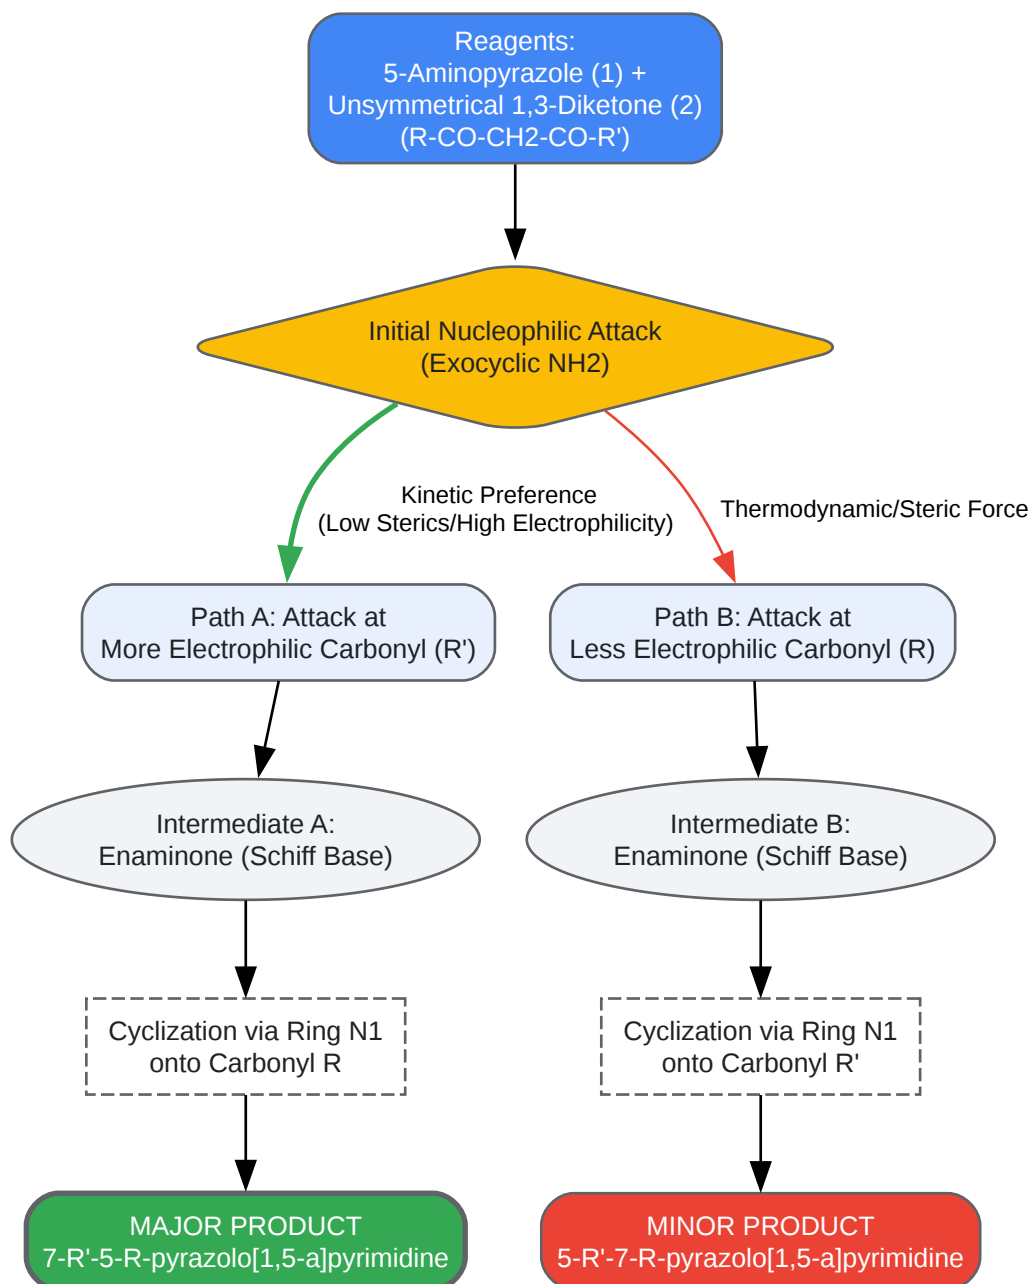 Reagents:
5-Aminopyrazole (1) +
Unsymmetrical 1,3-Diketone (2)
(R-CO-CH2-CO-R')
Initial Nucleophilic Attack
(Exocyclic NH2)
Kinetic Preference
(Low Sterics/High Electrophilicity)
Thermodynamic/Steric Force
Path A: Attack at
More Electrophilic Carbonyl (R')
Path B: Attack at
Less Electrophilic Carbonyl (R)
Intermediate A:
Enaminone (Schiff Base)
Intermediate B:
Enaminone (Schiff Base)
Cyclization via Ring N1
onto Carbonyl R
Cyclization via Ring N1
onto Carbonyl R'
MAJOR PRODUCT
7-R'-5-R-pyrazolo[1,5-a]pyrimidine
MINOR PRODUCT
5-R'-7-R-pyrazolo[1,5-a]pyrimidine